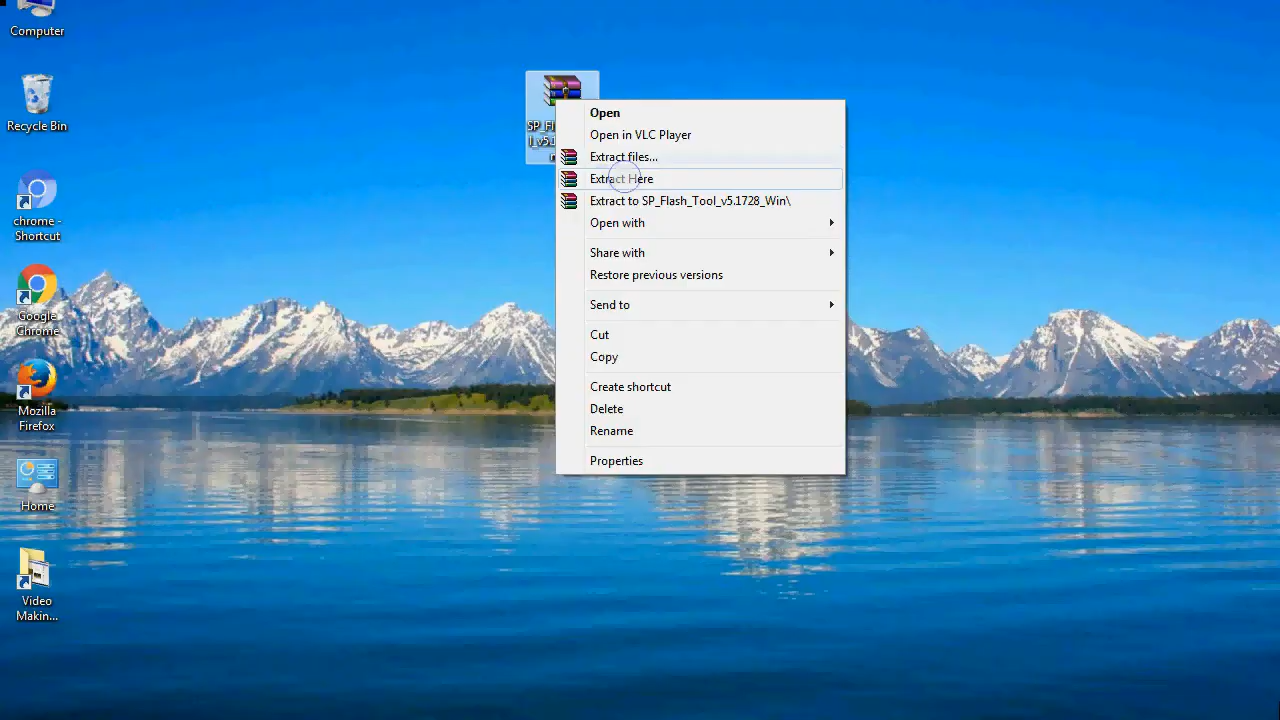 Computer
Recycle Bin
chrome -
Shortcut
Google
Chrome
Mozilla
Firefox
Home
Video
Makin...
SP_Fl
Open
Open in VLC Player
Extract files...
Extract Here
Extract to SP_Flash_Tool_v5.1728_Win\
Open with
Share with
Restore previous versions
Send to
Cut
Copy
Create shortcut
Delete
Rename
Properties